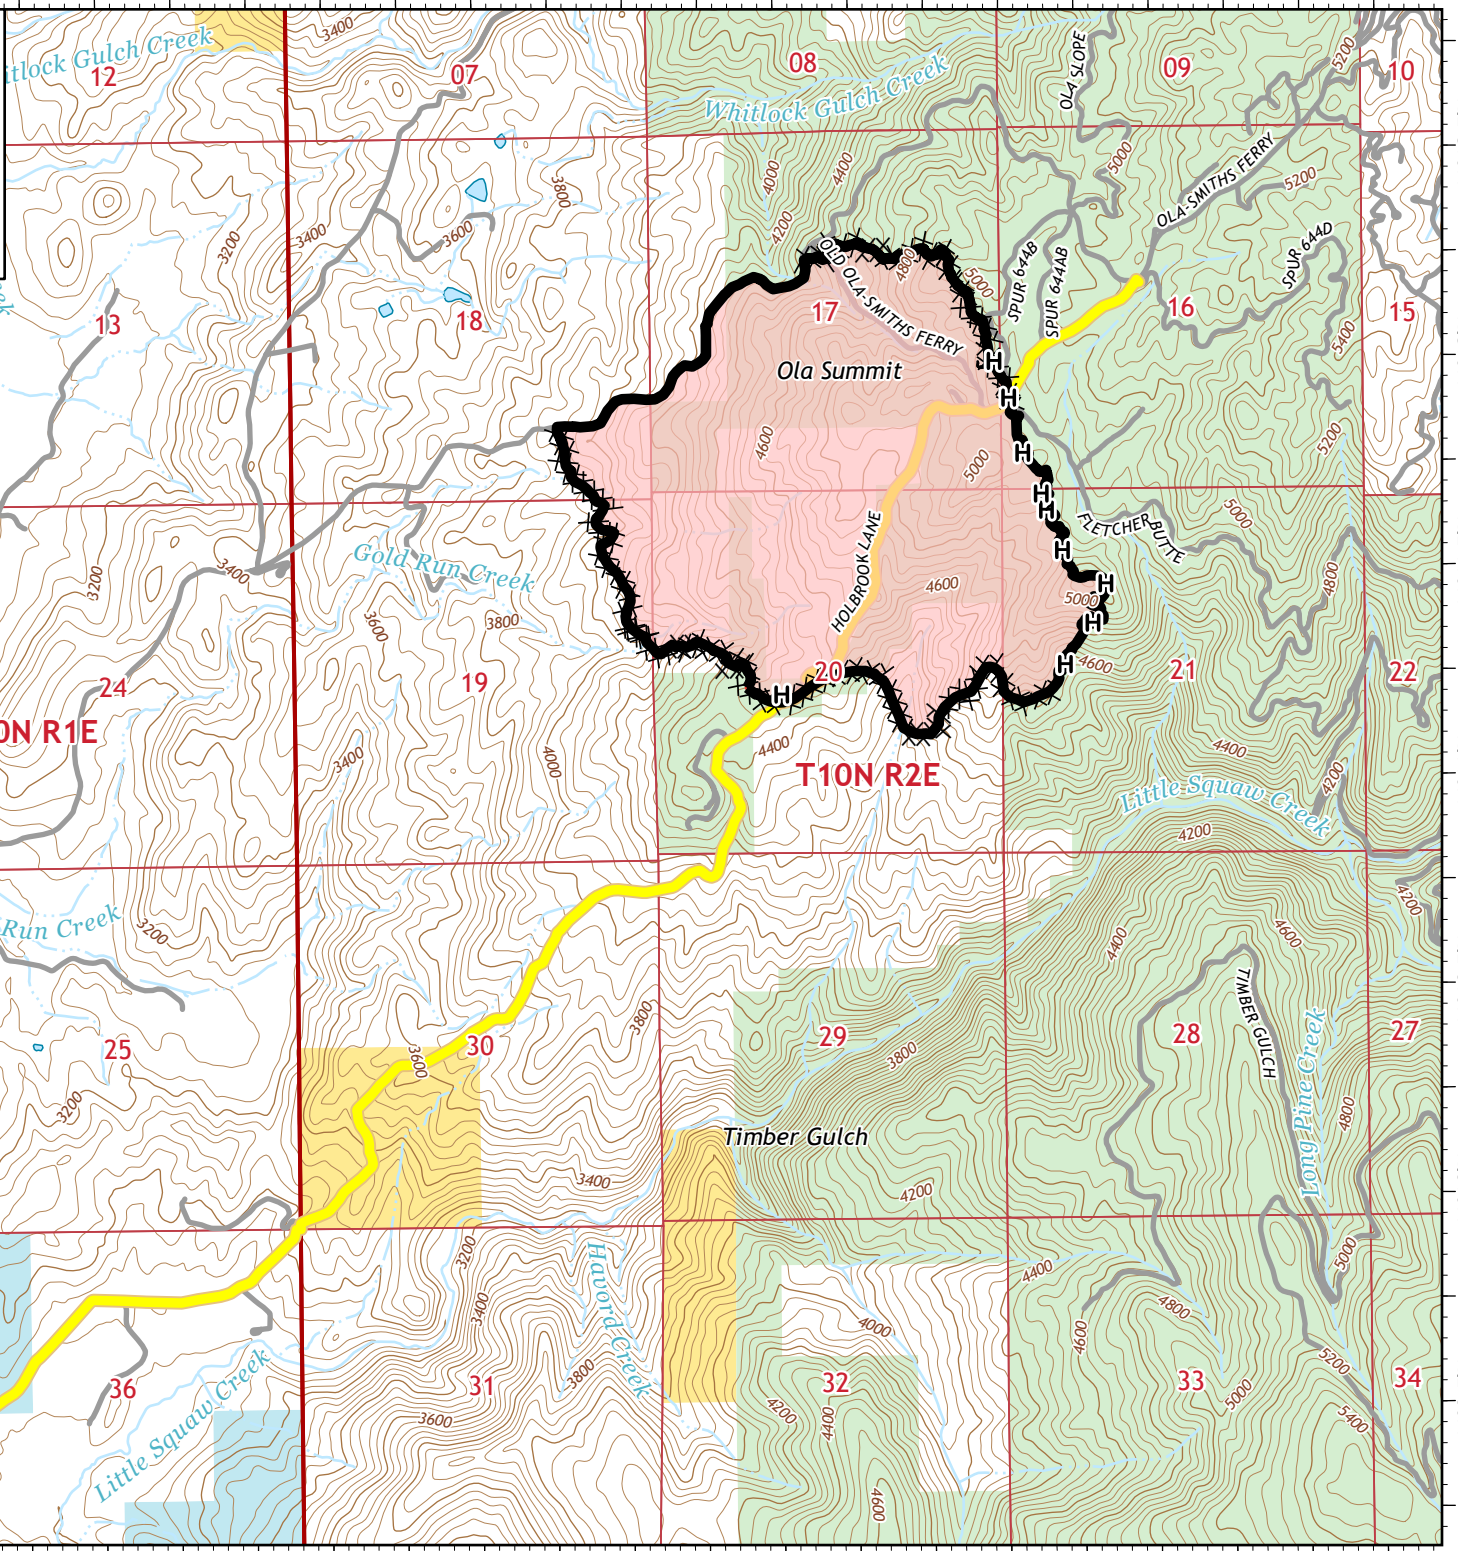 3400
08
09
10
5200
itlock Gulch Creek
12
07
OLA SLOPE
Whitlock Gulch Creek
4000
4400
5000
OLA-SMITHS FERRY
5200
3800
3200
3400
3600
4200
OLD OLA-SMITHS FERRY
4800
5000
SPUR 644B
SPUR 644AB
SPUR 644D
13
18
17
16
15
H
5400
Ola Summit
H
4600
5000
H
5200
H
H
5000
HOLBROOK LANE
FLETCHER BUTTE
H
Gold Run Creek
3200
3400
4600
H
5000
4800
3600
3800
H
H
4600
24
19
20
21
22
H
0N R1E
3400
4000
4400
4400
T10N R2E
4200
Little Squaw Creek
4200
Run Creek
3200
4200
4400
4600
TIMBER GULCH
3800
25
30
29
28
27
3600
3800
Long Pine Creek
3200
4800
Timber Gulch
3400
4200
3200
Havord Creek
5000
4400
3400
4800
4000
4600
5200
36
31
3800
32
33
34
5000
Little Squaw Creek
3600
4200
4400
5400
4600